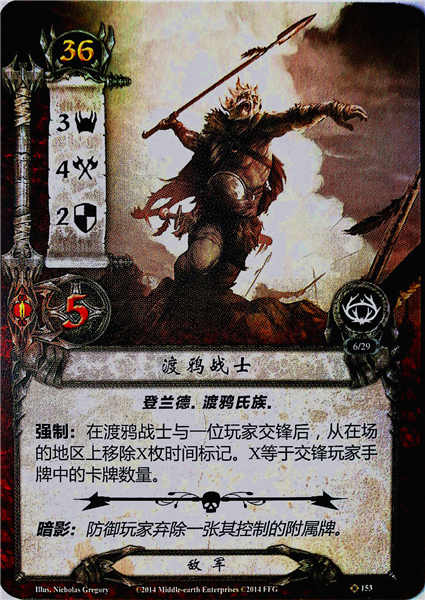 36
3
4
2
5
6/29
渡鸦战士
登兰德. 渡鸦氏族.
强制：在渡鸦战士与一位玩家交锋后，从在场
的地区上移除X枚时间标记。X等于交锋玩家手
牌中的卡牌数量。
暗影：防御玩家弃除一张其控制的附属牌。
敌军
Illus. Nicholas Gregory ©2014 Middle-earth Enterprises ©2014 FFG 153